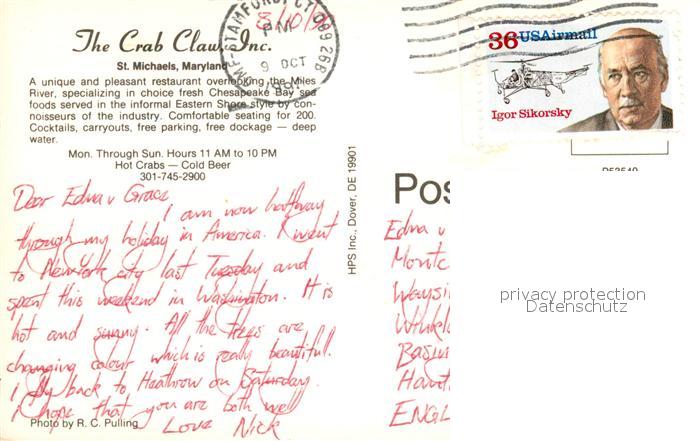 The Crab Claw, Inc.
St. Michaels, Maryland
A unique and pleasant restaurant overlooking the Miles
River, specializing in choice fresh Chesapeake Bay sea
foods served in the informal Eastern Shore style by con-
noisseurs of the industry. Comfortable seating for 200.
Cocktails, carryouts, free parking, free dockage — deep
water.
Mon. Through Sun. Hours 11 AM to 10 PM
Hot Crabs — Cold Beer
301-745-2900
Dear Edna & Grace
I am now halfway
through my holiday in America. I went
to New York city last Tuesday and
spent this weekend in Washington. It is
hot and sunny. All the trees are
changing colour which is really beautiful.
I fly back to Heathrow on Saturday.
I hope that you are both well
Love Nick
Photo by R. C. Pulling
HPS Inc., Dover, DE 19901
STAMFORD, CT 069
PM
9 OCT
36 USAirmail
Igor Sikorsky
Pos
Edna &
Basin
ENGL
privacy protection
Datenschutz